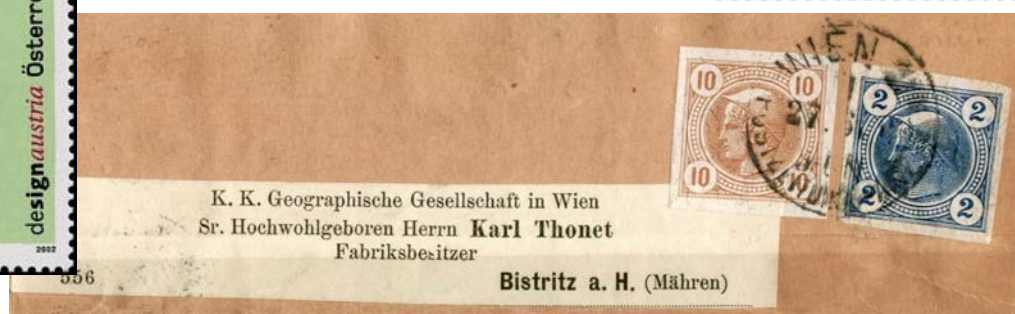 designaustria Österr
2002
10 10
10 10
2 2
2 2
WIEN
27.
K. K. Geographische Gesellschaft in Wien
Sr. Hochwohlgeboren Herrn Karl Thonet
Fabriksbesitzer
556
Bistritz a. H. (Mähren)